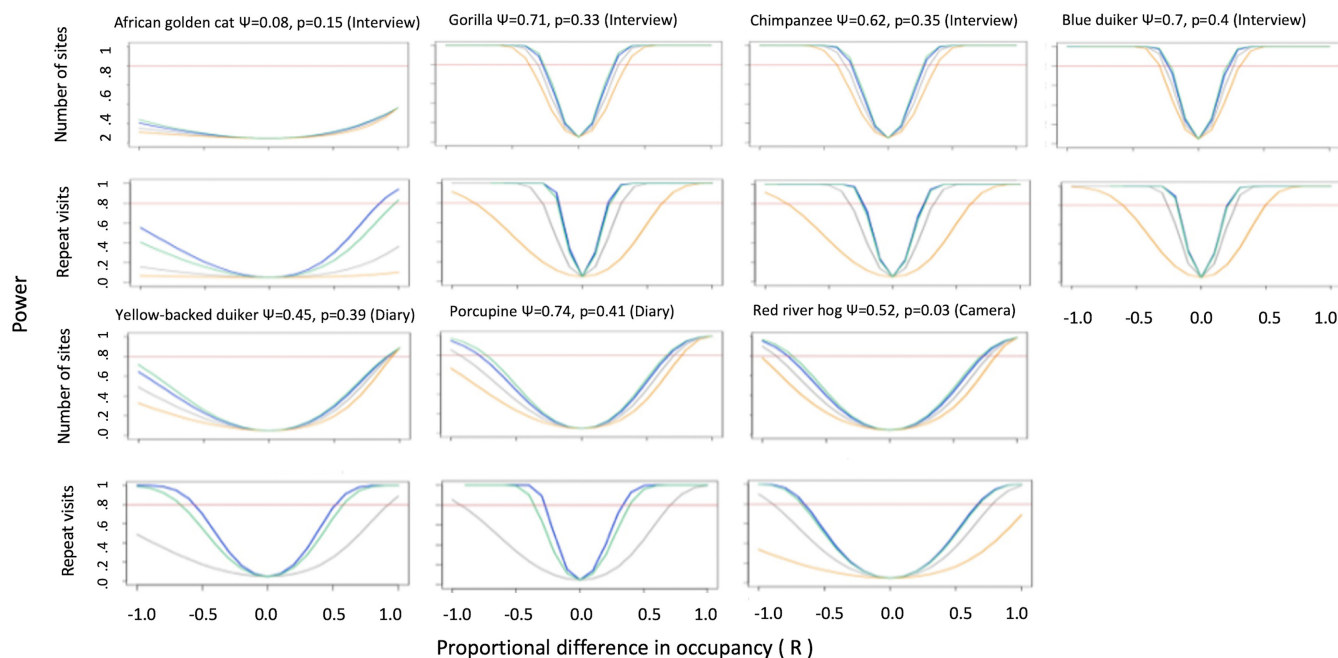 African golden cat Ψ=0.08, p=0.15 (Interview)
Gorilla Ψ=0.71, p=0.33 (Interview)
Chimpanzee Ψ=0.62, p=0.35 (Interview)
Blue duiker Ψ=0.7, p=0.4 (Interview)
Number of sites
2 .4 .6 .8 1
Repeat visits
.0 .2 .4 .6 .8 1
-1.0 -0.5 0.0 0.5 1.0
Power
Yellow-backed duiker Ψ=0.45, p=0.39 (Diary)
Porcupine Ψ=0.74, p=0.41 (Diary)
Red river hog Ψ=0.52, p=0.03 (Camera)
Number of sites
.0 .2 .4 .6 .8 1
Repeat visits
.0 .2 .4 .6 .8 1
-1.0 -0.5 0.0 0.5 1.0
-1.0 -0.5 0.0 0.5 1.0
-1.0 -0.5 0.0 0.5 1.0
Proportional difference in occupancy ( R )